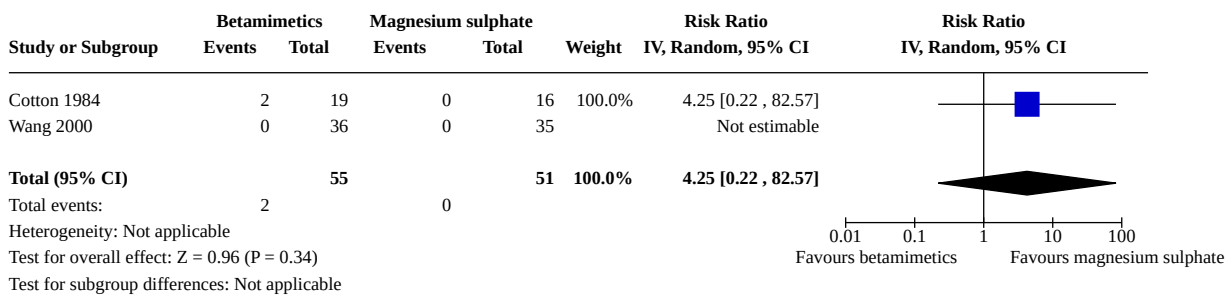 Betamimetics Magnesium sulphate Risk Ratio Risk Ratio
Study or Subgroup Events Total Events Total Weight IV, Random, 95% CI IV, Random, 95% CI
Cotton 1984 2 19 0 16 100.0% 4.25 [0.22 , 82.57]
Wang 2000 0 36 0 35 Not estimable
Total (95% CI) 55 51 100.0% 4.25 [0.22 , 82.57]
Total events: 2 0
Heterogeneity: Not applicable
0.01 0.1 1 10 100
Test for overall effect: Z = 0.96 (P = 0.34)
Favours betamimetics Favours magnesium sulphate
Test for subgroup differences: Not applicable